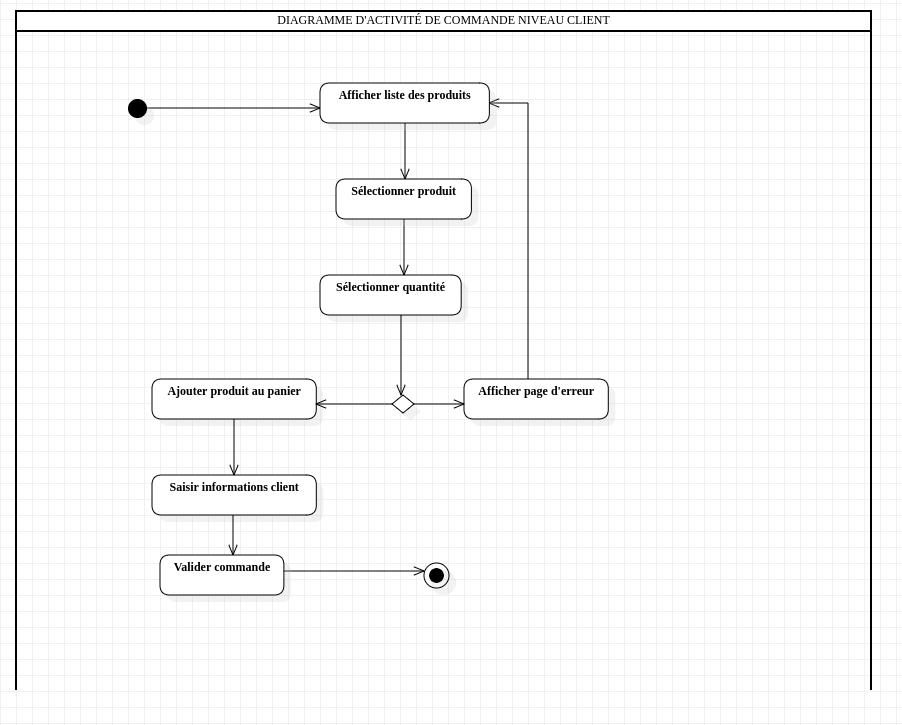 DIAGRAMME D'ACTIVITÉ DE COMMANDE NIVEAU CLIENT
Afficher liste des produits
Sélectionner produit
Sélectionner quantité
Ajouter produit au panier
Afficher page d'erreur
Saisir informations client
Valider commande